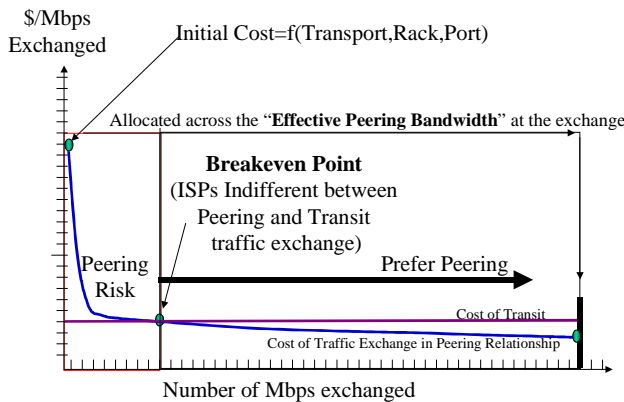 $/Mbps
Exchanged
Initial Cost=f(Transport,Rack,Port)
Allocated across the “Effective Peering Bandwidth” at the exchange
Breakeven Point
(ISPs Indifferent between
Peering and Transit
traffic exchange)
Peering
Risk
Prefer Peering
Cost of Transit
Cost of Traffic Exchange in Peering Relationship
Number of Mbps exchanged